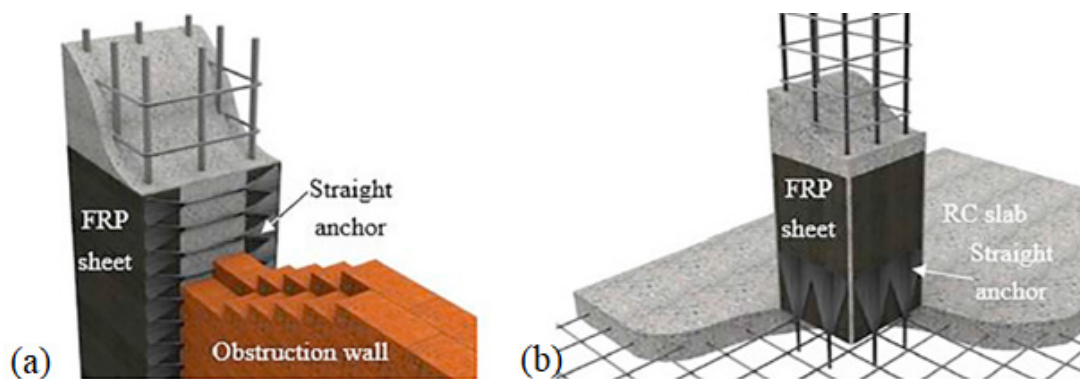 FRP
sheet
Straight
anchor
Obstruction wall
(a)
FRP
sheet
RC slab
Straight
anchor
(b)